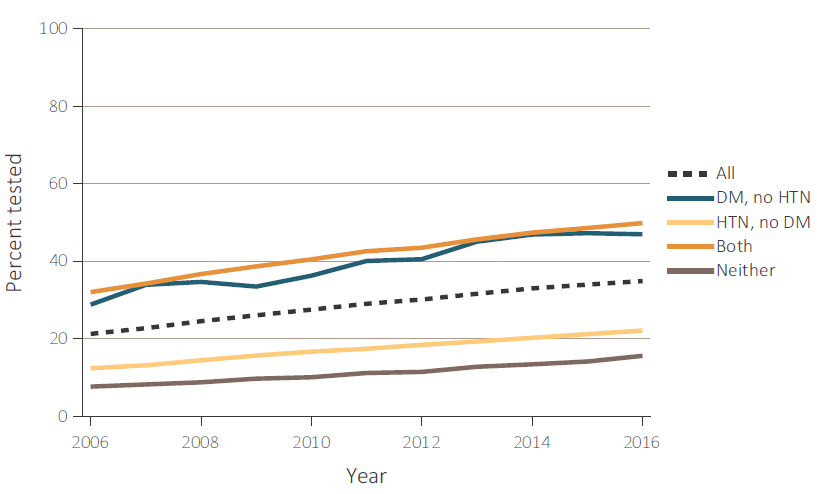 100
80
60
40
20
0
Percent tested
2006 2008 2010 2012 2014 2016
Year
All
DM, no HTN
HTN, no DM
Both
Neither